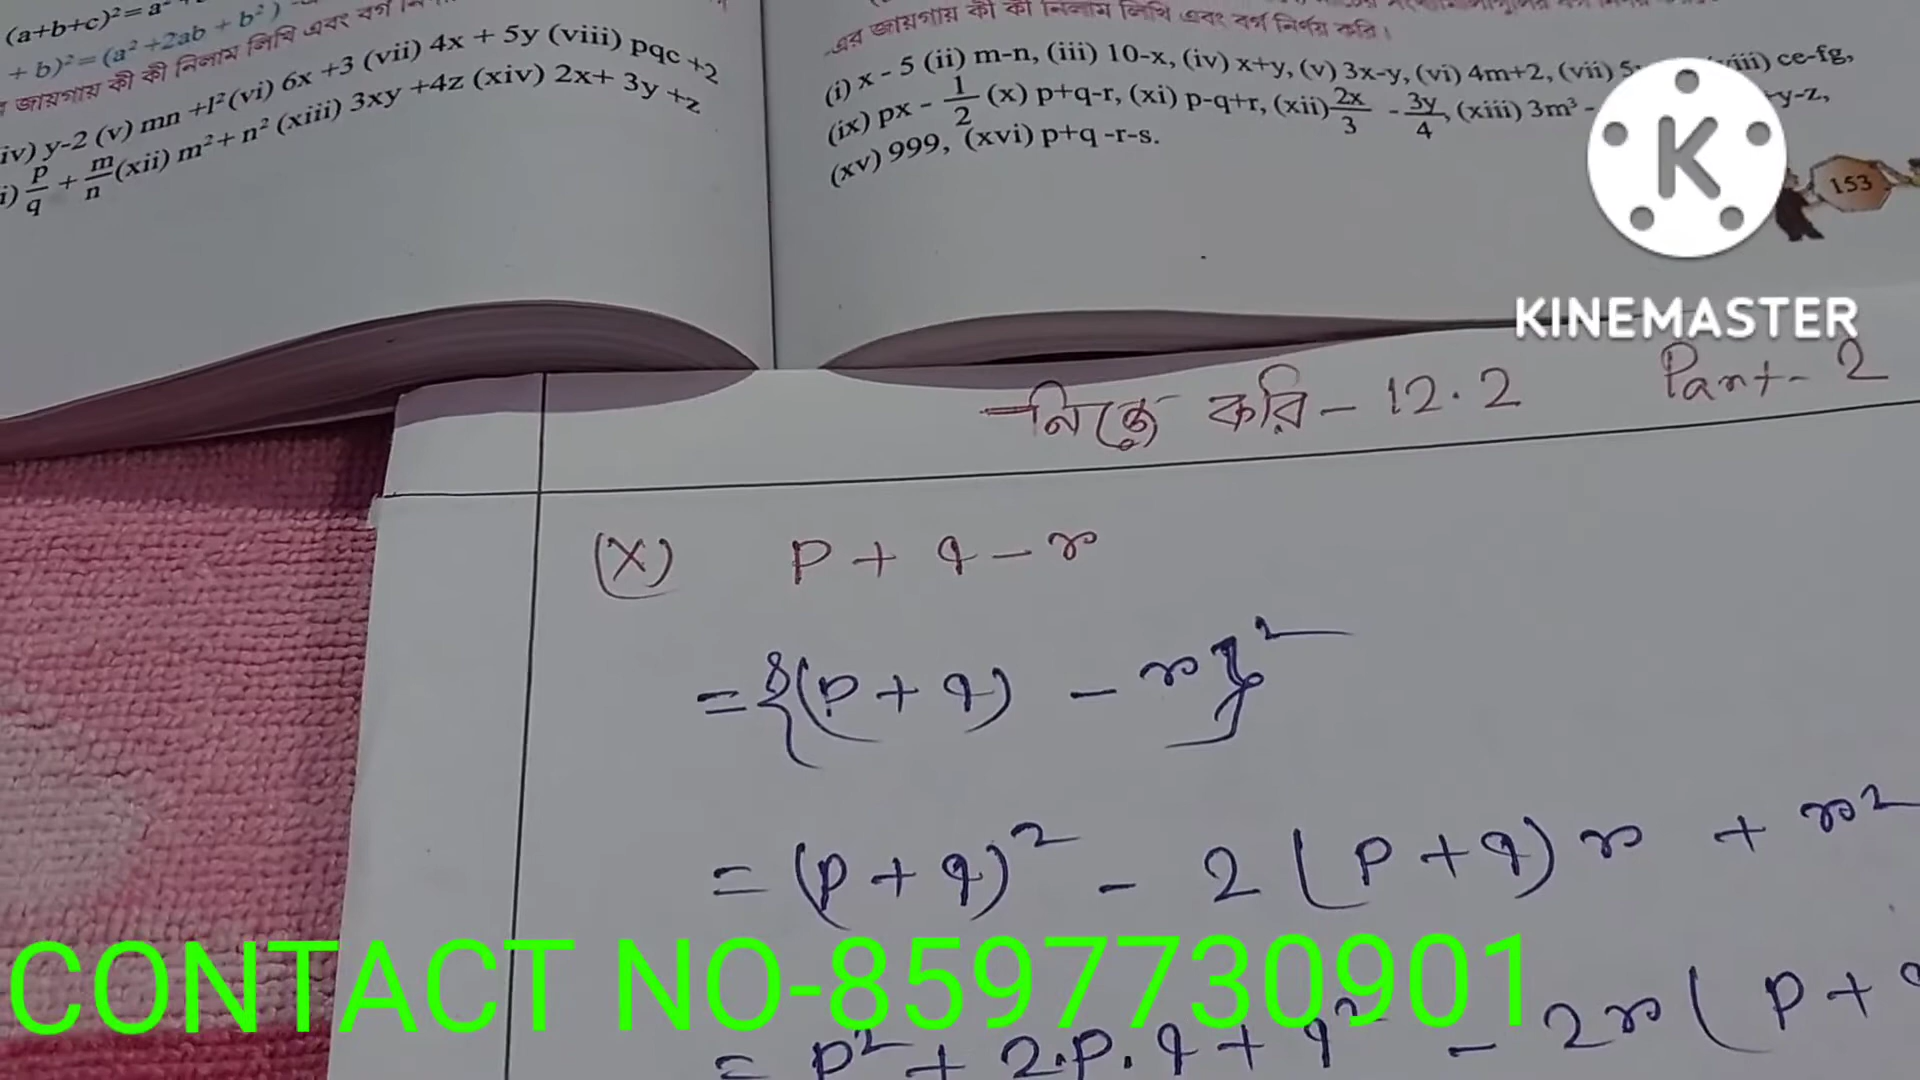 (a+b+c)²=a²
+ b)²=(a²+2ab + b²)
জায়গায় কী কী নিলাম লিখি এবং বর্গ
iv) y-2 (v) mn +l² (vi) 6x +3 (vii) 4x + 5y (viii) pqc +2
i) p/q + m/n (xii) m²+ n² (xiii) 3xy +4z (xiv) 2x+ 3y +z
-এর জায়গায় কী কী নিলাম লিখি এবং বর্গ নির্ণয় করি।
(i) x - 5 (ii) m-n, (iii) 10-x, (iv) x+y, (v) 3x-y, (vi) 4m+2, (vii) 5 viii) ce-fg,
(ix) px - 1/2 (x) p+q-r, (xi) p-q+r, (xii) 2x/3 - 3y/4, (xiii) 3m³ - +y-z,
(xv) 999, (xvi) p+q -r-s.
153
K
KINEMASTER
নিজে করি – 12.2 Part - 2
(X) p + q – r
= {(p + q) – r}²
= (p + q)² – 2 (p + q) r + r²
CONTACT NO-8597730901
= p² + 2.p.q + q² – 2r ( p +